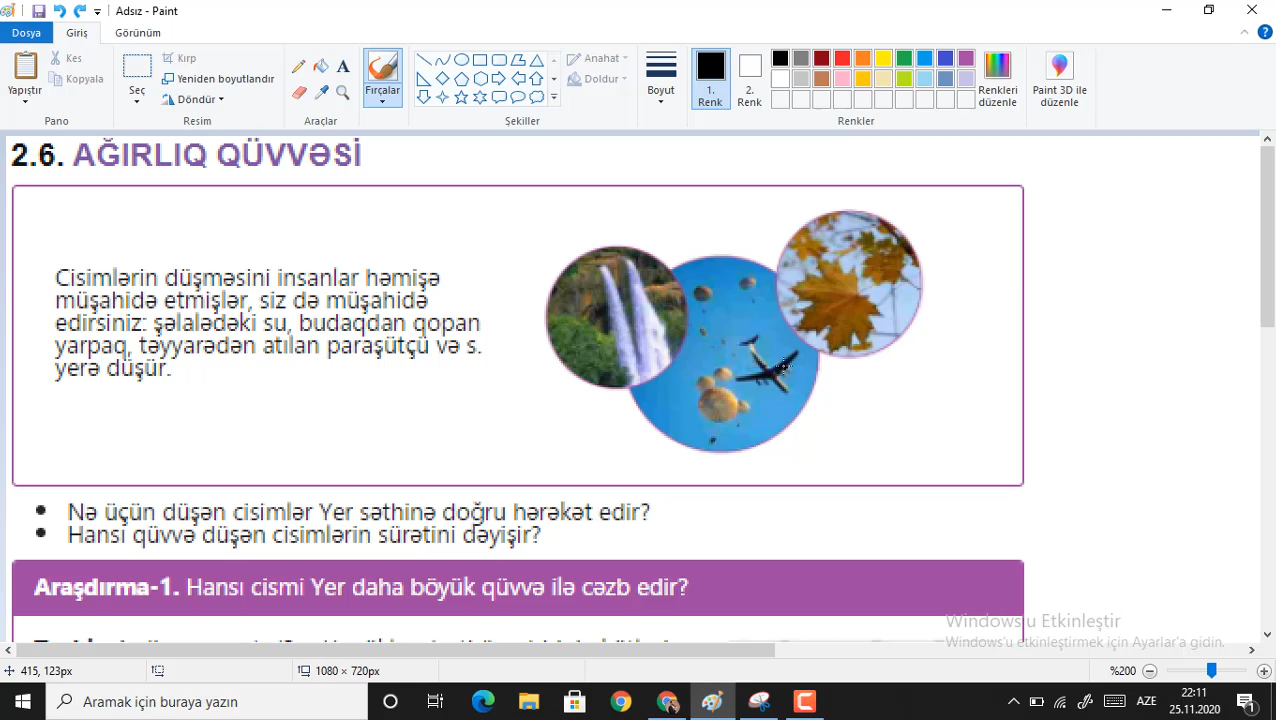 Adsız - Paint
Dosya Giriş Görünüm
Yapıştır
Kes
Kopyala
Pano
Seç
Kırp
Yeniden boyutlandır
Döndür
Resim
Araçlar
Fırçalar
Anahat
Doldur
Şekiller
Boyut
1. Renk
2. Renk
Renkler
Renkleri düzenle
Paint 3D ile düzenle
2.6. AĞIRLIQ QÜVVƏSİ
Cisimlərin düşməsini insanlar həmişə
müşahidə etmişlər, siz də müşahidə
edirsiniz: şəlalədəki su, budaqdan qopan
yarpaq, təyyarədən atılan paraşütçü və s.
yerə düşür.
• Nə üçün düşən cisimlər Yer səthinə doğru hərəkət edir?
• Hansı qüvvə düşən cisimlərin sürətini dəyişir?
Araşdırma-1. Hansı cismi Yer daha böyük qüvvə ilə cəzb edir?
Windows'u Etkinleştir
Windows'u etkinleştirmek için Ayarlar'a gidin.
415, 123px
1080 × 720px
%200
Aramak için buraya yazın
AZE
22:11
25.11.2020
1